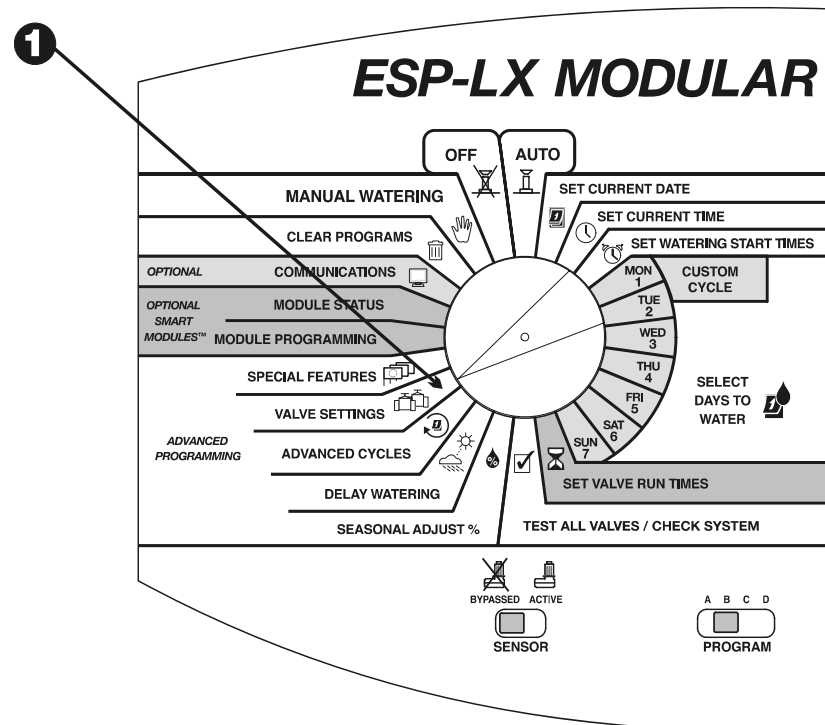 1
ESP-LX MODULAR
OFF
AUTO
MANUAL WATERING
SET CURRENT DATE
SET CURRENT TIME
CLEAR PROGRAMS
SET WATERING START TIMES
OPTIONAL
COMMUNICATIONS
MON
1
CUSTOM
CYCLE
OPTIONAL
SMART
MODULES™
MODULE STATUS
MODULE PROGRAMMING
TUE
2
WED
3
THU
4
FRI
5
SAT
6
SUN
7
SELECT
DAYS TO
WATER
SPECIAL FEATURES
VALVE SETTINGS
ADVANCED
PROGRAMMING
ADVANCED CYCLES
DELAY WATERING
SEASONAL ADJUST %
%
SET VALVE RUN TIMES
TEST ALL VALVES / CHECK SYSTEM
BYPASSED ACTIVE
SENSOR
A B C D
PROGRAM